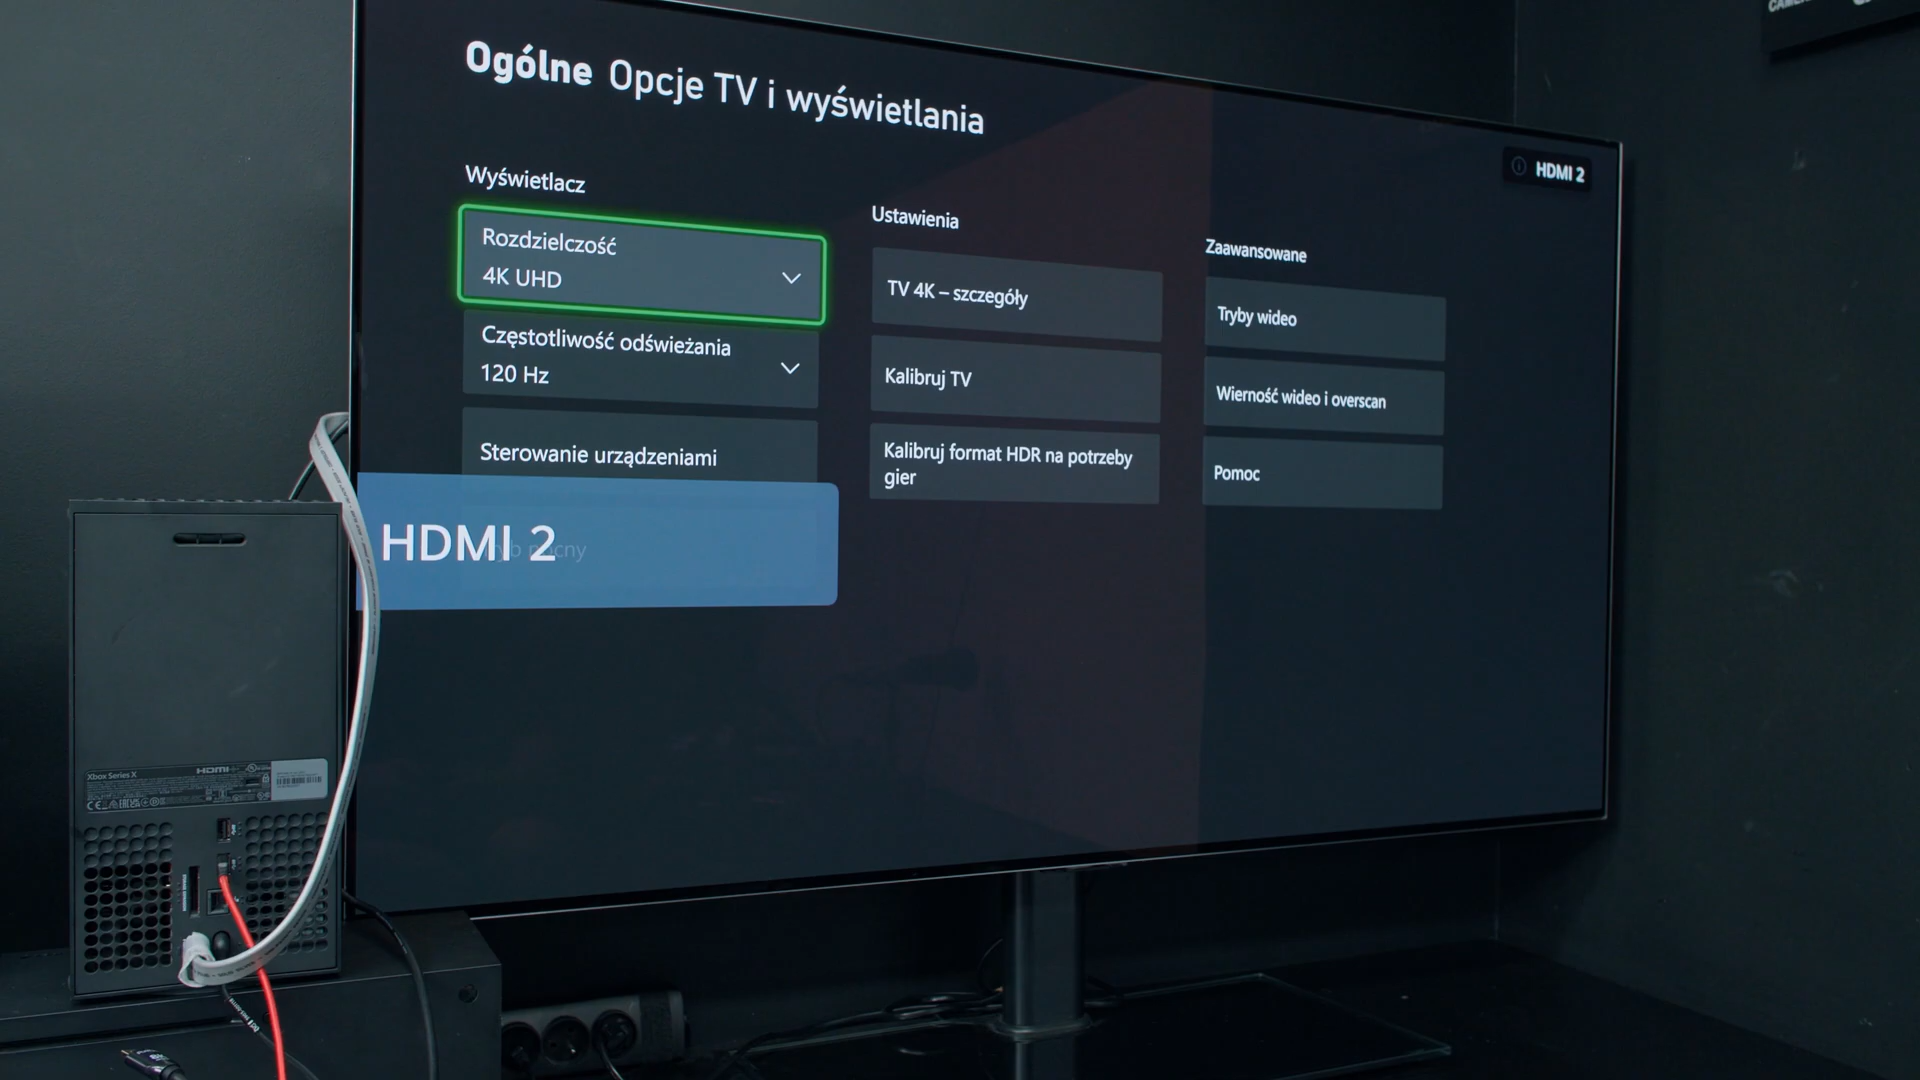 Ogólne Opcje TV i wyświetlania
HDMI 2
Wyświetlacz
Rozdzielczość
4K UHD
Częstotliwość odświeżania
120 Hz
Sterowanie urządzeniami
HDMI 2
Ustawienia
TV 4K – szczegóły
Kalibruj TV
Kalibruj format HDR na potrzeby
gier
Zaawansowane
Tryby wideo
Wierność wideo i overscan
Pomoc
Xbox Series X
HDMI